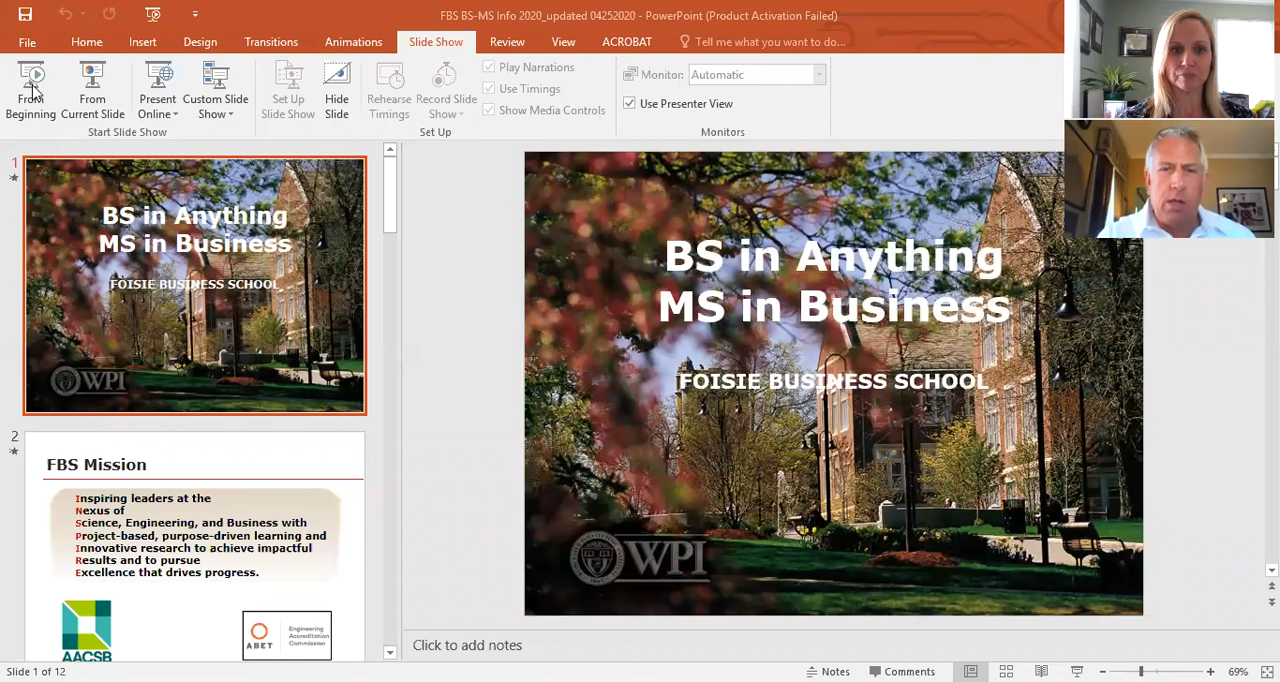 FBS BS-MS Info 2020_updated 04252020 - PowerPoint (Product Activation Failed)
File Home Insert Design Transitions Animations Slide Show Review View ACROBAT Tell me what you want to do...
From Beginning
From Current Slide
Present Online
Custom Slide Show
Start Slide Show
Set Up Slide Show
Hide Slide
Rehearse Timings
Record Slide Show
Play Narrations
Use Timings
Show Media Controls
Set Up
Monitor: Automatic
Use Presenter View
Monitors
1
BS in Anything
MS in Business
FOISIE BUSINESS SCHOOL
WPI
2
FBS Mission
Inspiring leaders at the
Nexus of
Science, Engineering, and Business with
Project-based, purpose-driven learning and
Innovative research to achieve impactful
Results and to pursue
Excellence that drives progress.
AACSB
ABET
Engineering
Accreditation
Commission
BS in Anything
MS in Business
FOISIE BUSINESS SCHOOL
WPI
Click to add notes
Slide 1 of 12
Notes Comments 69%